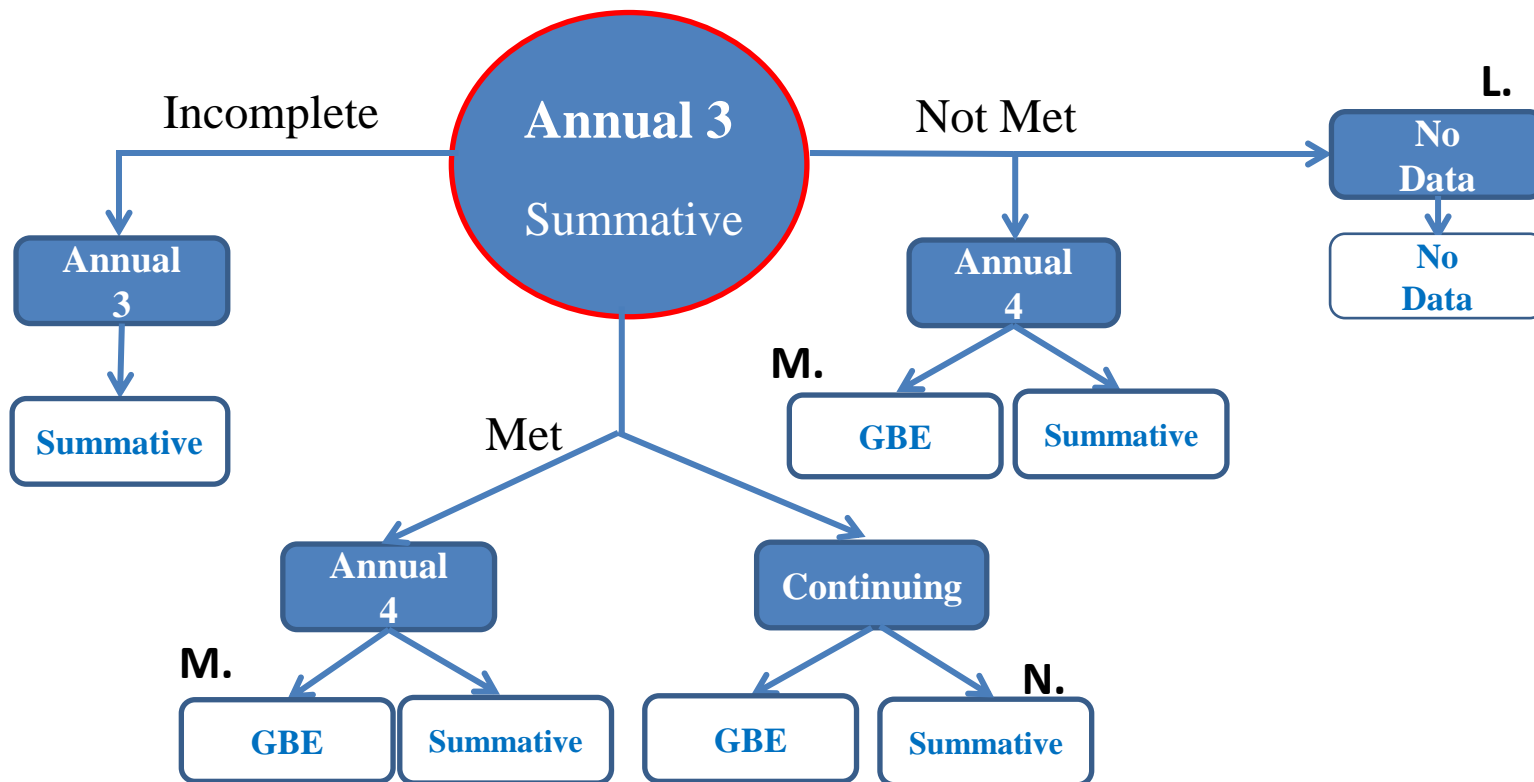 Incomplete
Annual 3
Summative
Not Met
L.
No
Data
No
Data
Annual
3
Summative
Annual
4
M.
GBE
Summative
Met
Annual
4
M.
GBE
Summative
Continuing
GBE
N.
Summative